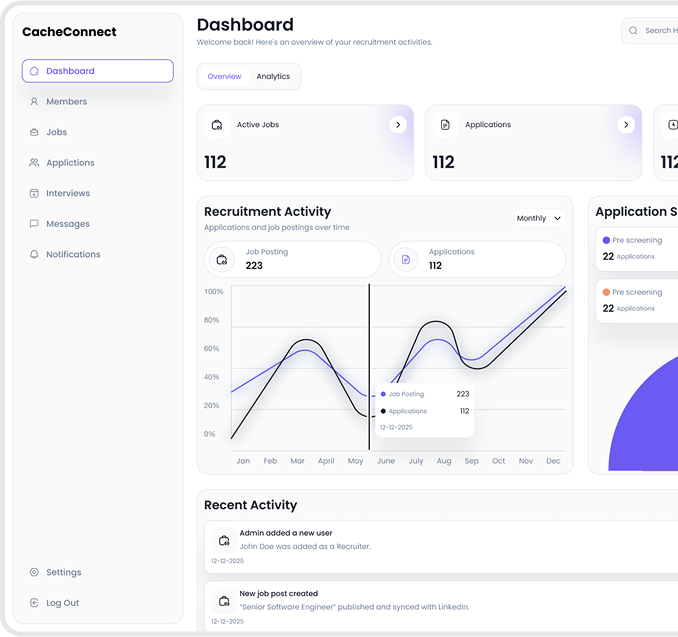 CacheConnect
Dashboard
Members
Jobs
Applictions
Interviews
Messages
Notifications
Settings
Log Out
Dashboard
Welcome back! Here's an overview of your recruitment activities.
Search H
Overview
Analytics
Active Jobs
112
Applications
112
112
Recruitment Activity
Applications and job postings over time
Monthly
Job Posting
223
Applications
112
100%
80%
60%
40%
20%
0%
Jan Feb Mar April May June July Aug Sep Oct Nov Dec
Job Posting 223
Applications 112
12-12-2025
Application S
Pre screening
22 Applications
Pre screening
22 Applications
Recent Activity
Admin added a new user
John Doe was added as a Recruiter.
12-12-2025
New job post created
“Senior Software Engineer” published and synced with LinkedIn.
12-12-2025